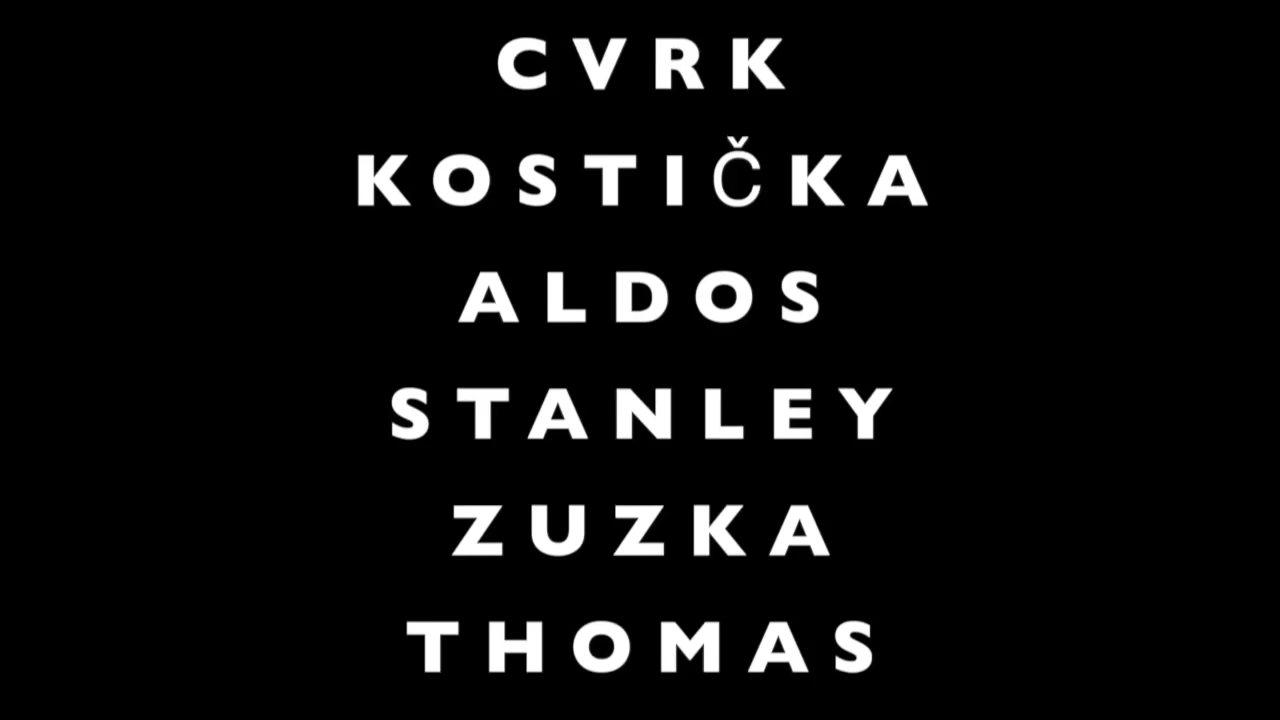 CVRK
KOSTIČKA
ALDOS
STANLEY
ZUZKA
THOMAS